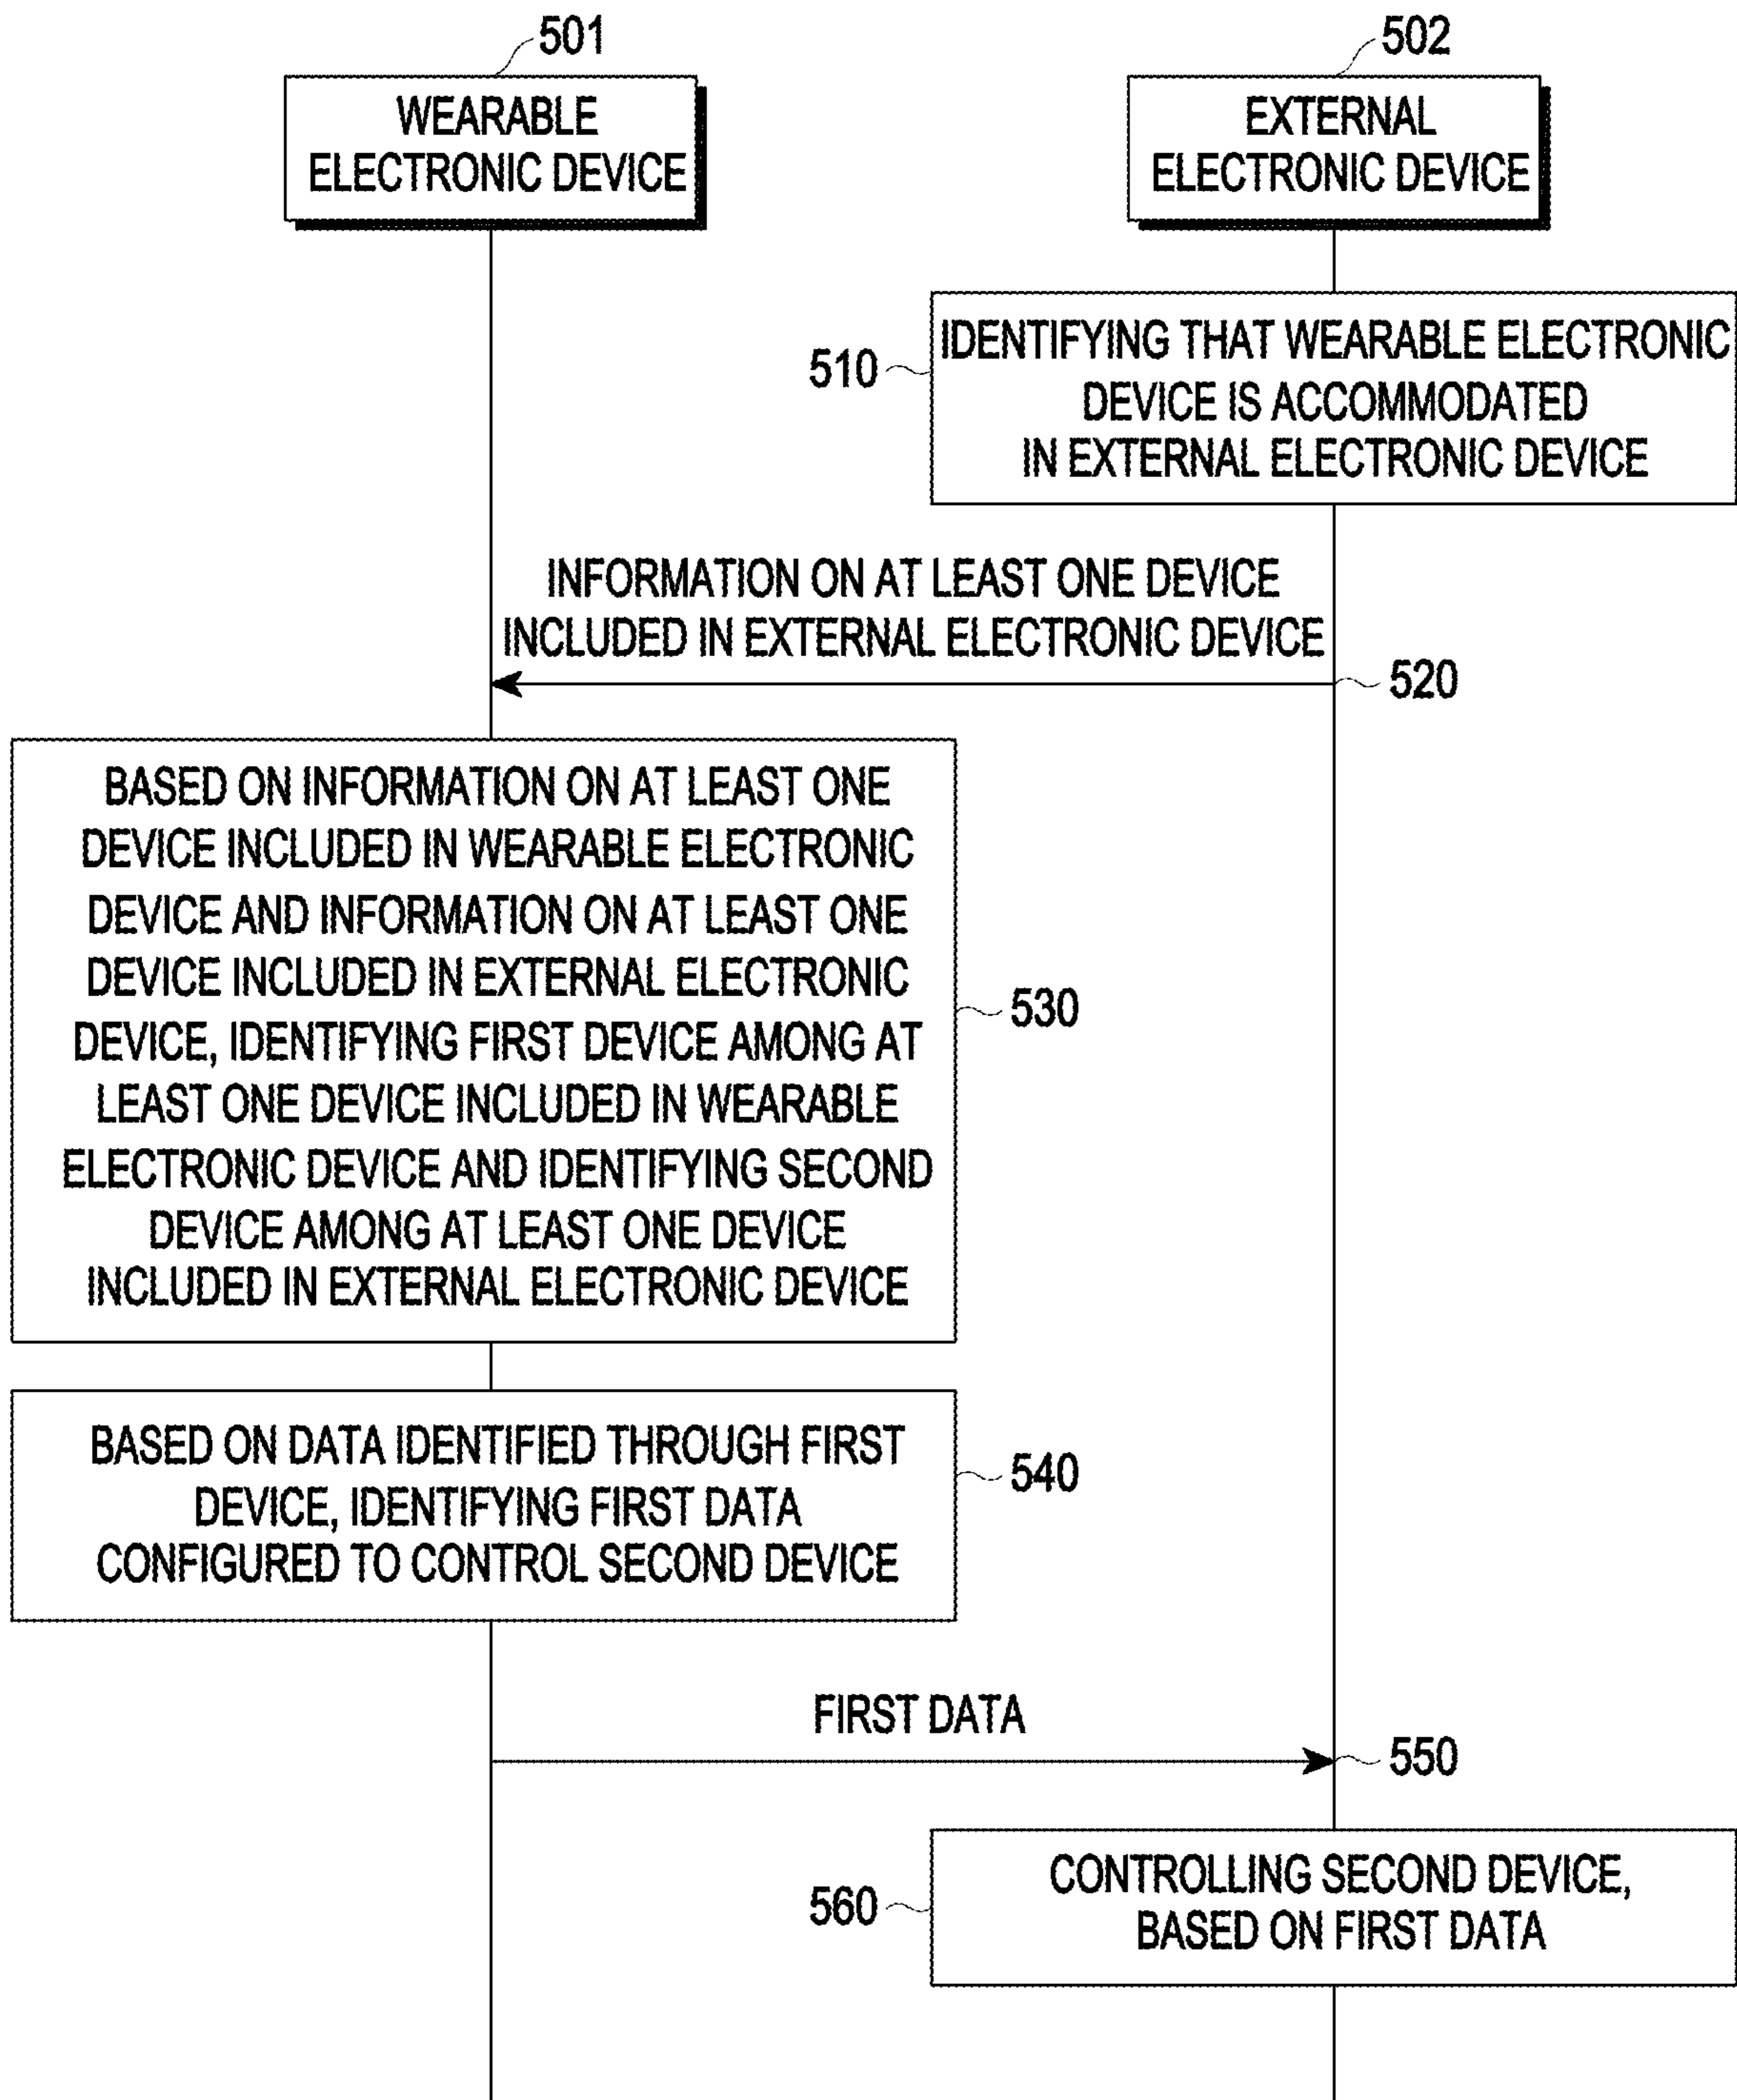 501
WEARABLE
ELECTRONIC DEVICE
502
EXTERNAL
ELECTRONIC DEVICE
510
IDENTIFYING THAT WEARABLE ELECTRONIC
DEVICE IS ACCOMMODATED
IN EXTERNAL ELECTRONIC DEVICE
INFORMATION ON AT LEAST ONE DEVICE
INCLUDED IN EXTERNAL ELECTRONIC DEVICE
520
BASED ON INFORMATION ON AT LEAST ONE
DEVICE INCLUDED IN WEARABLE ELECTRONIC
DEVICE AND INFORMATION ON AT LEAST ONE
DEVICE INCLUDED IN EXTERNAL ELECTRONIC
DEVICE, IDENTIFYING FIRST DEVICE AMONG AT
LEAST ONE DEVICE INCLUDED IN WEARABLE
ELECTRONIC DEVICE AND IDENTIFYING SECOND
DEVICE AMONG AT LEAST ONE DEVICE
INCLUDED IN EXTERNAL ELECTRONIC DEVICE
530
BASED ON DATA IDENTIFIED THROUGH FIRST
DEVICE, IDENTIFYING FIRST DATA
CONFIGURED TO CONTROL SECOND DEVICE
540
FIRST DATA
550
560
CONTROLLING SECOND DEVICE,
BASED ON FIRST DATA